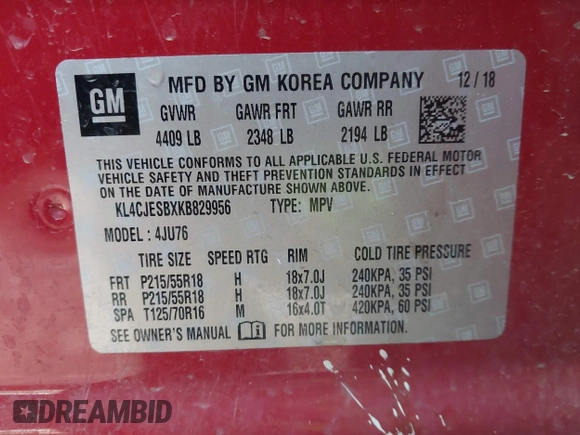 GM
MFD BY GM KOREA COMPANY 12/18
GVWR GAWR FRT GAWR RR
4409 LB 2348 LB 2194 LB
THIS VEHICLE CONFORMS TO ALL APPLICABLE U.S. FEDERAL MOTOR
VEHICLE SAFETY AND THEFT PREVENTION STANDARDS IN EFFECT
ON THE DATE OF MANUFACTURE SHOWN ABOVE.
KL4CJESBXKB829956 TYPE: MPV
MODEL: 4JU76
TIRE SIZE SPEED RTG RIM COLD TIRE PRESSURE
FRT P215/55R18 H 18x7.0J 240KPA, 35 PSI
RR P215/55R18 H 18x7.0J 240KPA, 35 PSI
SPA T125/70R16 M 16x4.0T 420KPA, 60 PSI
SEE OWNER'S MANUAL FOR MORE INFORMATION.
DREAMBID